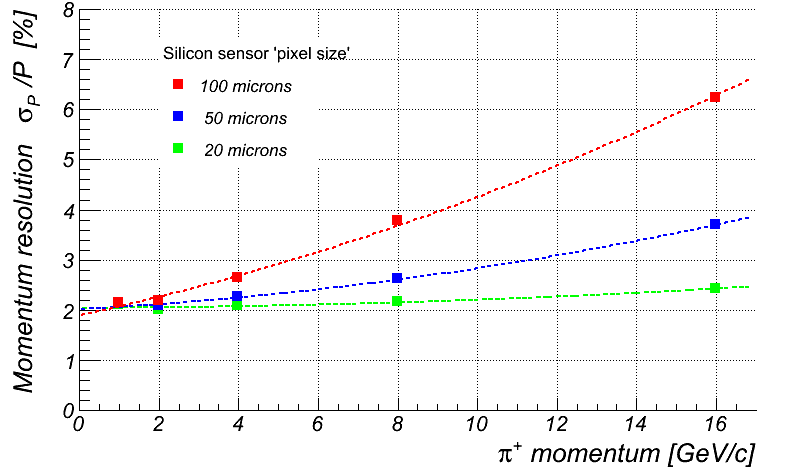 Momentum resolution σP /P [%]
8
7
6
5
4
3
2
1
0
Silicon sensor 'pixel size'
100 microns
50 microns
20 microns
0 2 4 6 8 10 12 14 16
π+ momentum [GeV/c]